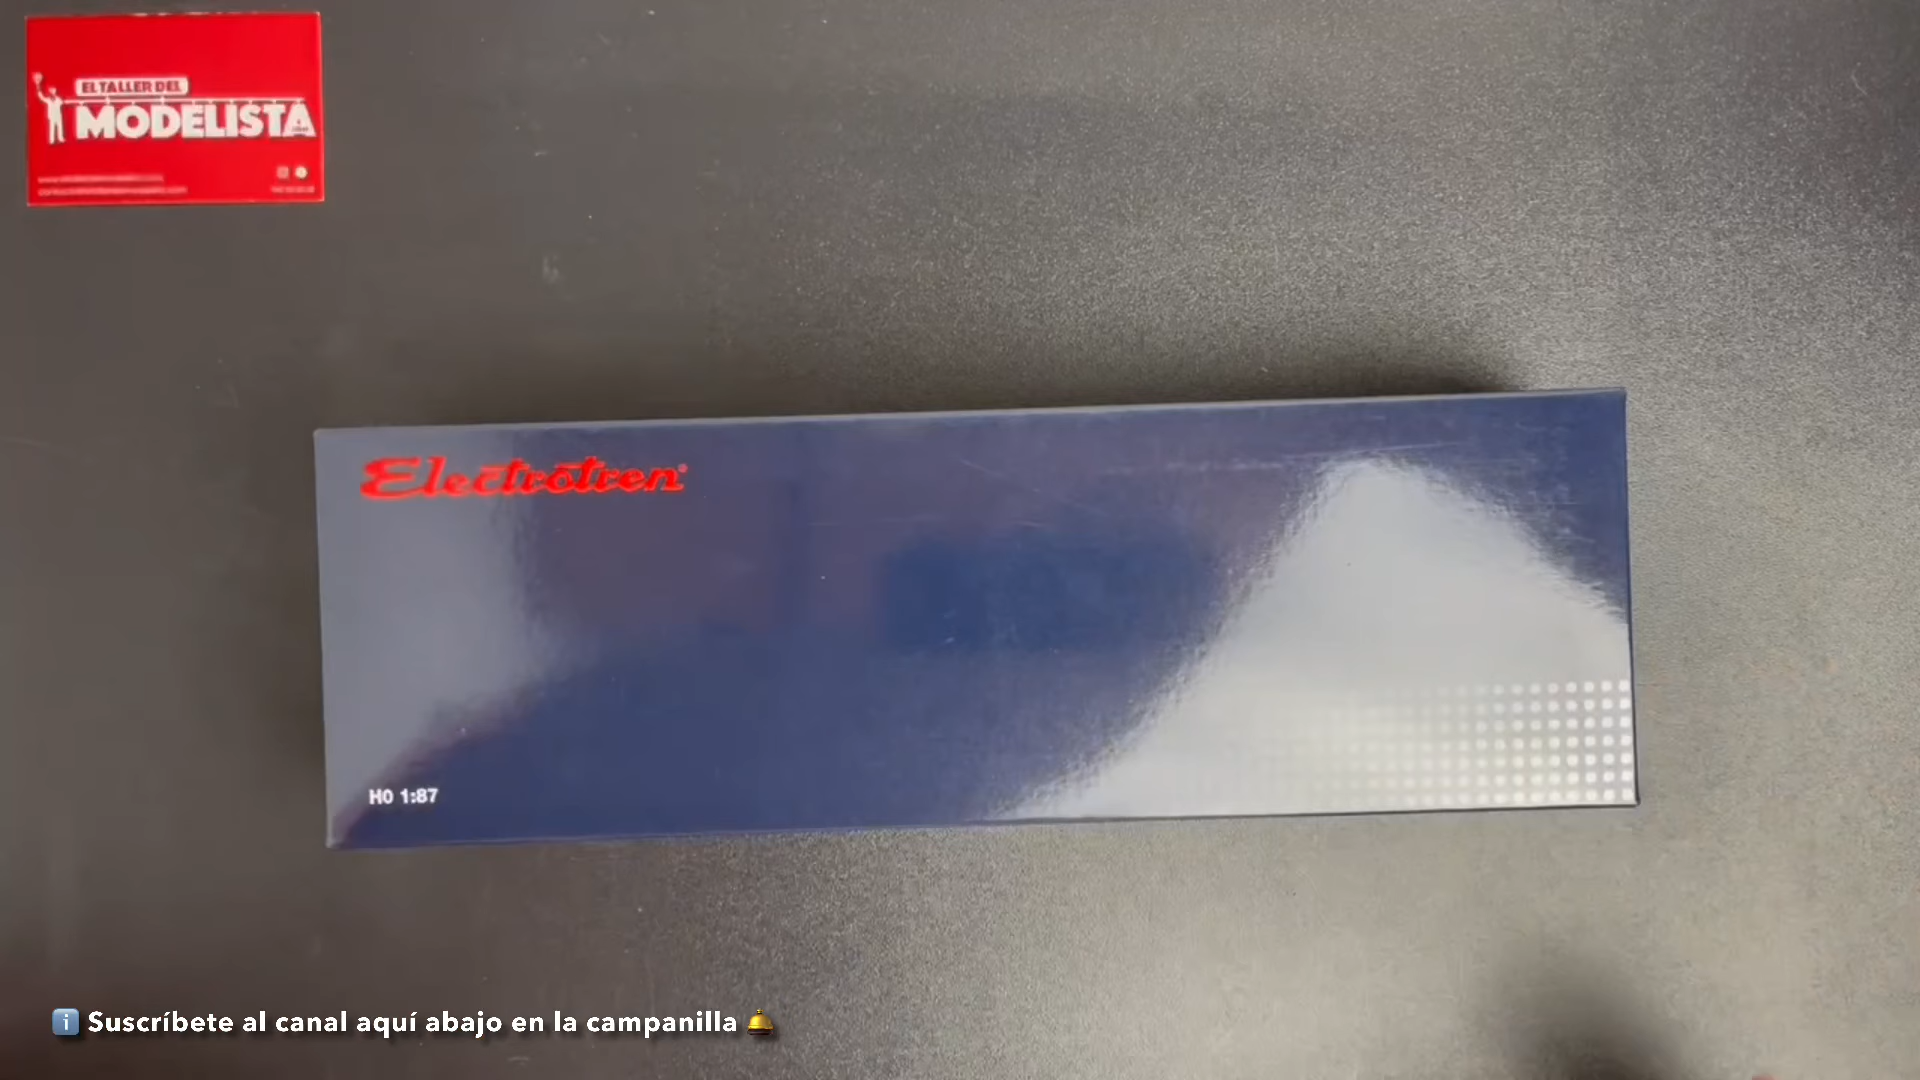 EL TALLER DEL
MODELISTA
Electrotren®
H0 1:87
ℹ️ Suscríbete al canal aquí abajo en la campanilla 🛎️